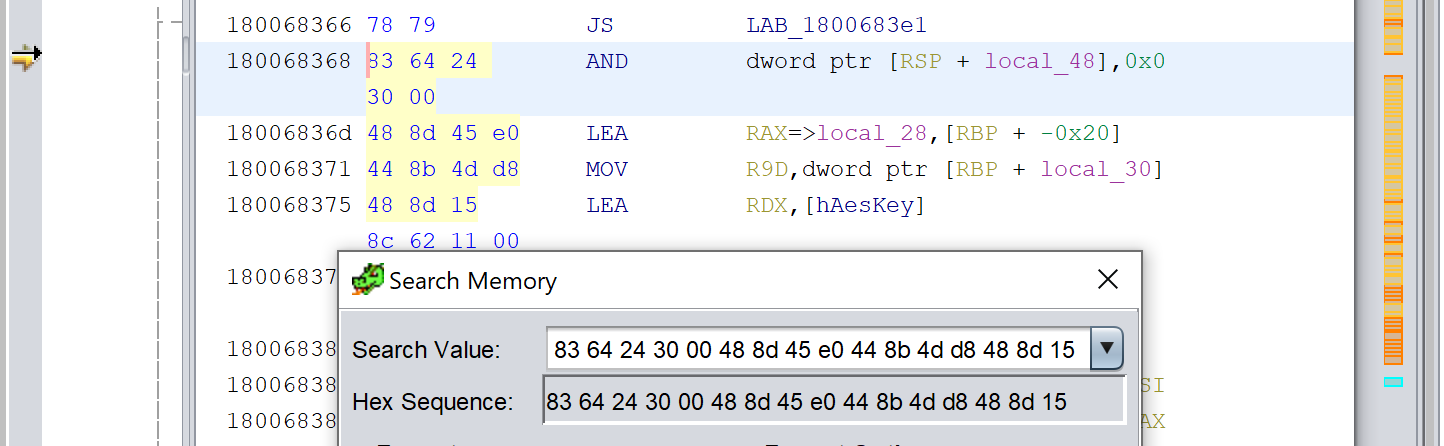 180068366 78 79 JS LAB_1800683e1
180068368 83 64 24 AND dword ptr [RSP + local_48],0x0
30 00
18006836d 48 8d 45 e0 LEA RAX=>local_28,[RBP + -0x20]
180068371 44 8b 4d d8 MOV R9D,dword ptr [RBP + local_30]
180068375 48 8d 15 LEA RDX,[hAesKey]
8c 62 11 00
18006837
Search Memory
18006838
Search Value: 83 64 24 30 00 48 8d 45 e0 44 8b 4d d8 48 8d 15
18006838 SI
Hex Sequence: 83 64 24 30 00 48 8d 45 e0 44 8b 4d d8 48 8d 15
18006838 AX